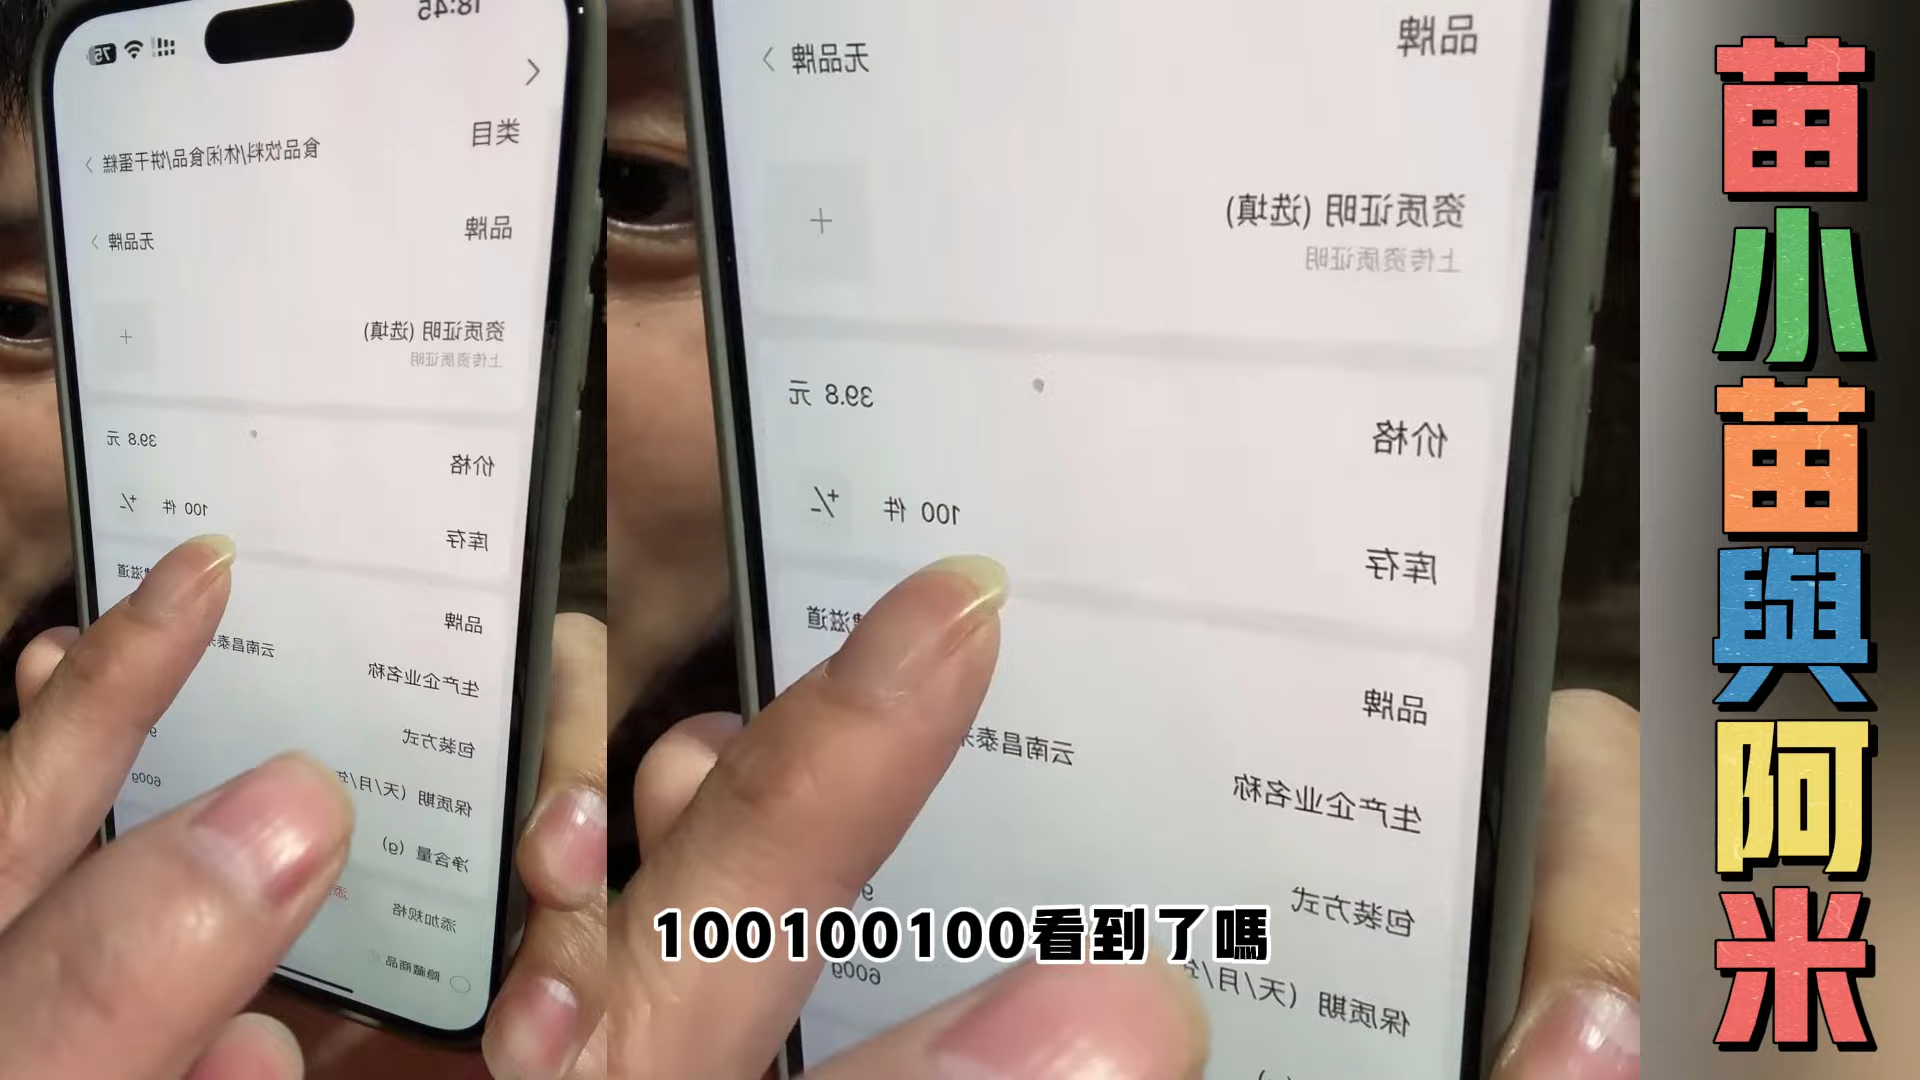 18:45
75
类目
食品饮料/休闲食品/饼干蛋糕
品牌
无品牌
资质证明 (选填)
上传资质证明
价格
39.8 元
库存
100 件
+/-
品牌
滋道
生产企业名称
云南昌泰
包装方式
保质期 (天/月/
净含量 (g)
600g
添加规格
隐藏商品
品牌
无品牌
资质证明 (选填)
上传资质证明
价格
39.8 元
库存
100 件
+/-
品牌
滋道
生产企业名称
云南昌泰
包装方式
保质期 (天/月/
600g
100100100看到了嗎
苗小苗與阿米